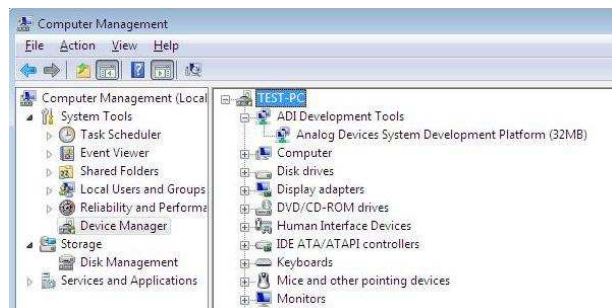 Computer Management
File Action View Help
Computer Management (Local
System Tools
Task Scheduler
Event Viewer
Shared Folders
Local Users and Groups
Reliability and Performa
Device Manager
Storage
Disk Management
Services and Applications
TEST-PC
ADI Development Tools
Analog Devices System Development Platform (32MB)
Computer
Disk drives
Display adapters
DVD/CD-ROM drives
Human Interface Devices
IDE ATA/ATAPI controllers
Keyboards
Mice and other pointing devices
Monitors